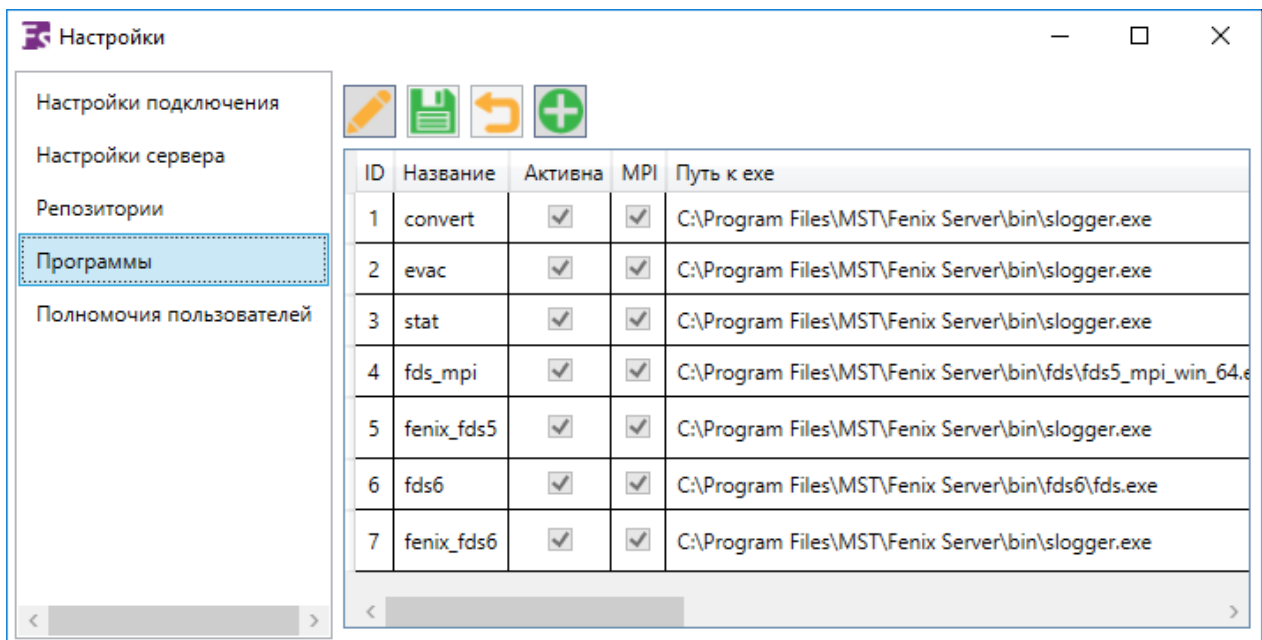 Настройки
Настройки подключения
Настройки сервера
Репозитории
Программы
Полномочия пользователей
ID Название Активна MPI Путь к exe
1 convert C:\Program Files\MST\Fenix Server\bin\slogger.exe
2 evac C:\Program Files\MST\Fenix Server\bin\slogger.exe
3 stat C:\Program Files\MST\Fenix Server\bin\slogger.exe
4 fds_mpi C:\Program Files\MST\Fenix Server\bin\fds\fds5_mpi_win_64.e
5 fenix_fds5 C:\Program Files\MST\Fenix Server\bin\slogger.exe
6 fds6 C:\Program Files\MST\Fenix Server\bin\fds6\fds.exe
7 fenix_fds6 C:\Program Files\MST\Fenix Server\bin\slogger.exe